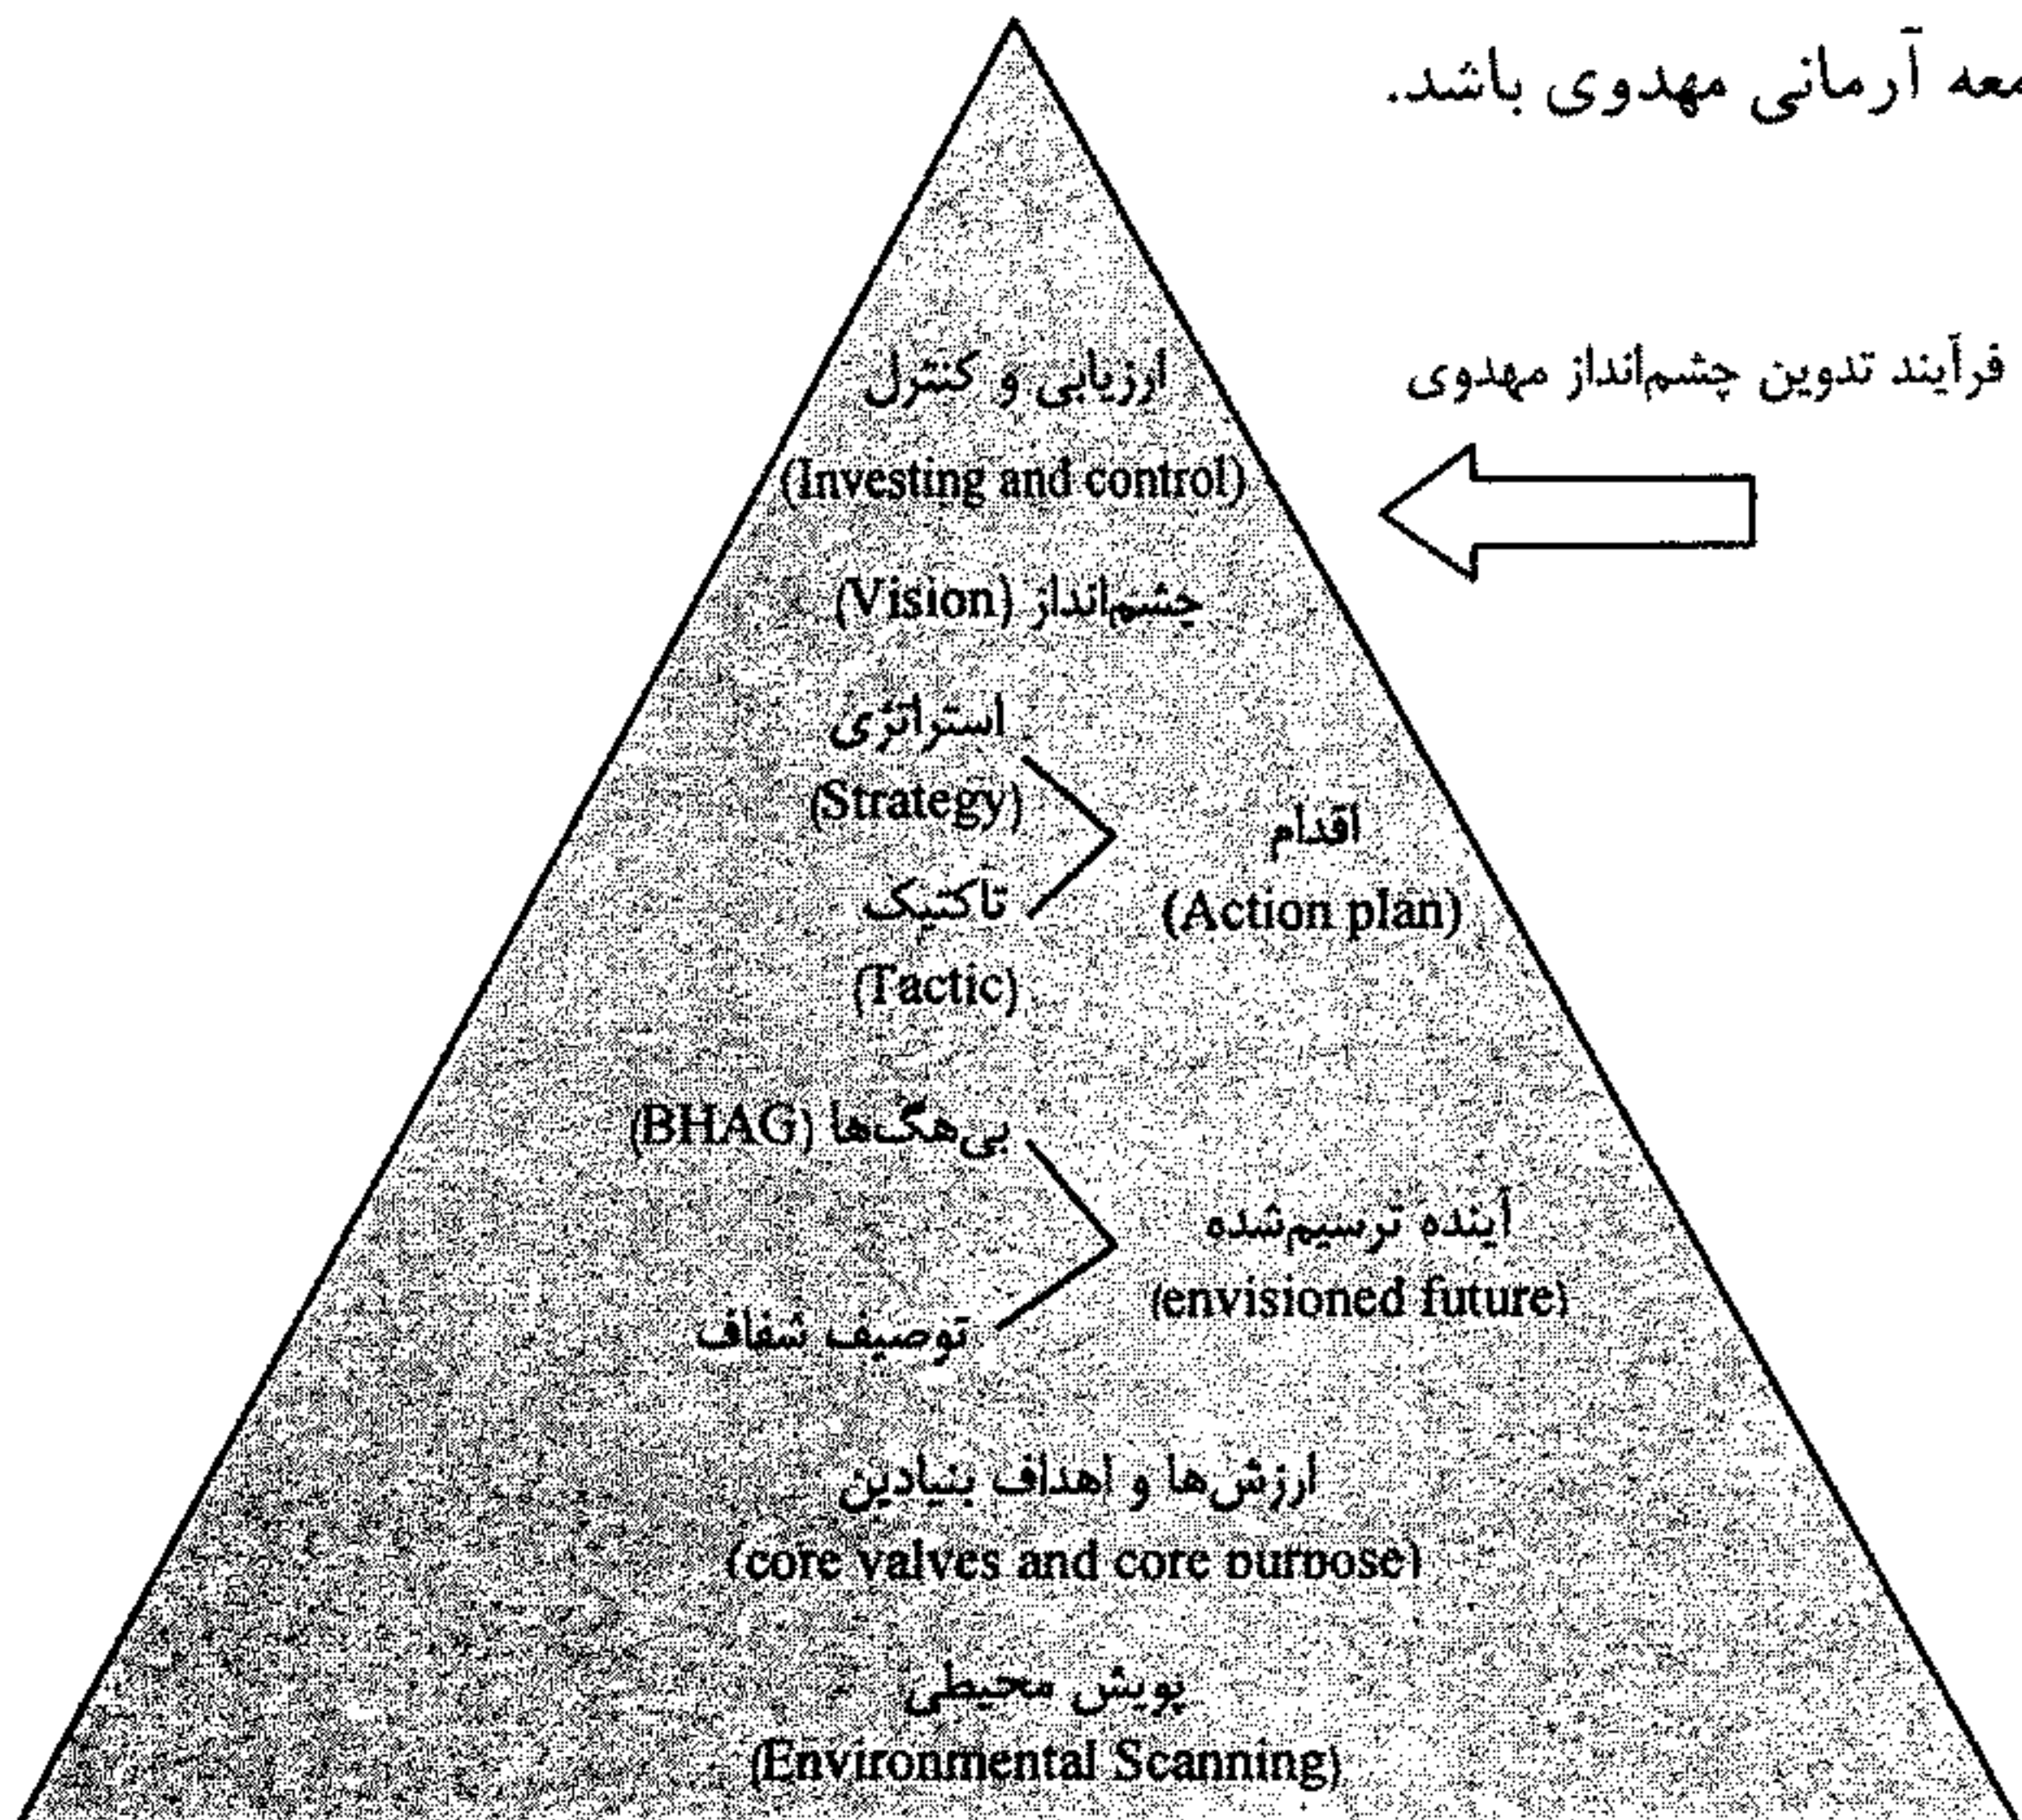 آرمانی مهدوی باشد.
فرآیند تدوین چشم‌انداز مهدوی
ارزیابی و کنترل
(Investing and control)
چشم‌انداز (Vision)
استراتژی
(Strategy)
اقدام
(Action plan)
تاکتیک
(Tactic)
بی‌هگ‌ها (BHAG)
آینده ترسیم‌شده
(envisioned future)
توصیف شفاف
ارزش‌ها و اهداف بنیادین
(core valves and core purpose)
پویش محیطی
(Environmental Scanning)